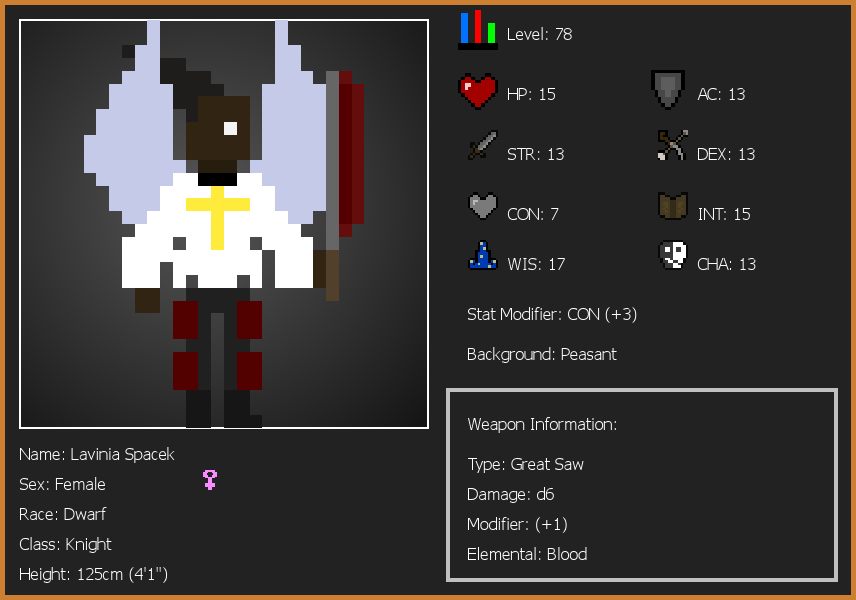 Level: 78
HP: 15
AC: 13
STR: 13
DEX: 13
CON: 7
INT: 15
WIS: 17
CHA: 13
Stat Modifier: CON (+3)
Background: Peasant
Weapon Information:
Type: Great Saw
Damage: d6
Modifier: (+1)
Elemental: Blood
Name: Lavinia Spacek
Sex: Female
Race: Dwarf
Class: Knight
Height: 125cm (4'1")